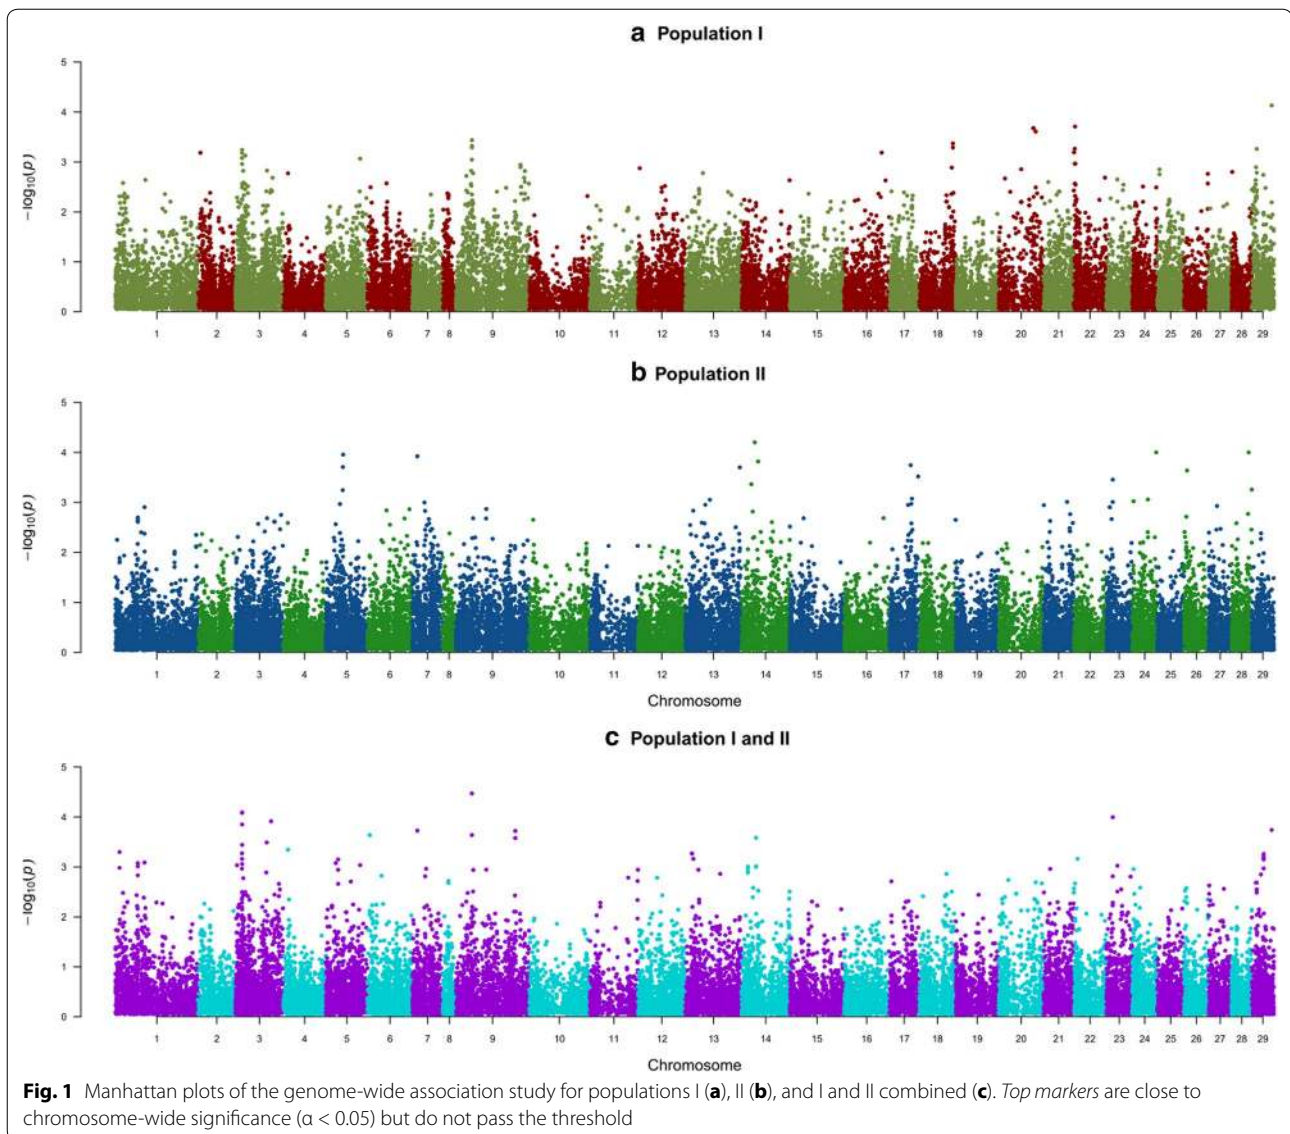 a Population I
5
4
3
2
1
0
−log10(p)
1 2 3 4 5 6 7 8 9 10 11 12 13 14 15 16 17 18 19 20 21 22 23 24 25 26 27 28 29
b Population II
5
4
3
2
1
0
−log10(p)
1 2 3 4 5 6 7 8 9 10 11 12 13 14 15 16 17 18 19 20 21 22 23 24 25 26 27 28 29
Chromosome
c Population I and II
5
4
3
2
1
0
−log10(p)
1 2 3 4 5 6 7 8 9 10 11 12 13 14 15 16 17 18 19 20 21 22 23 24 25 26 27 28 29
Chromosome
Fig. 1 Manhattan plots of the genome-wide association study for populations I (a), II (b), and I and II combined (c). Top markers are close to
chromosome-wide significance (α < 0.05) but do not pass the threshold